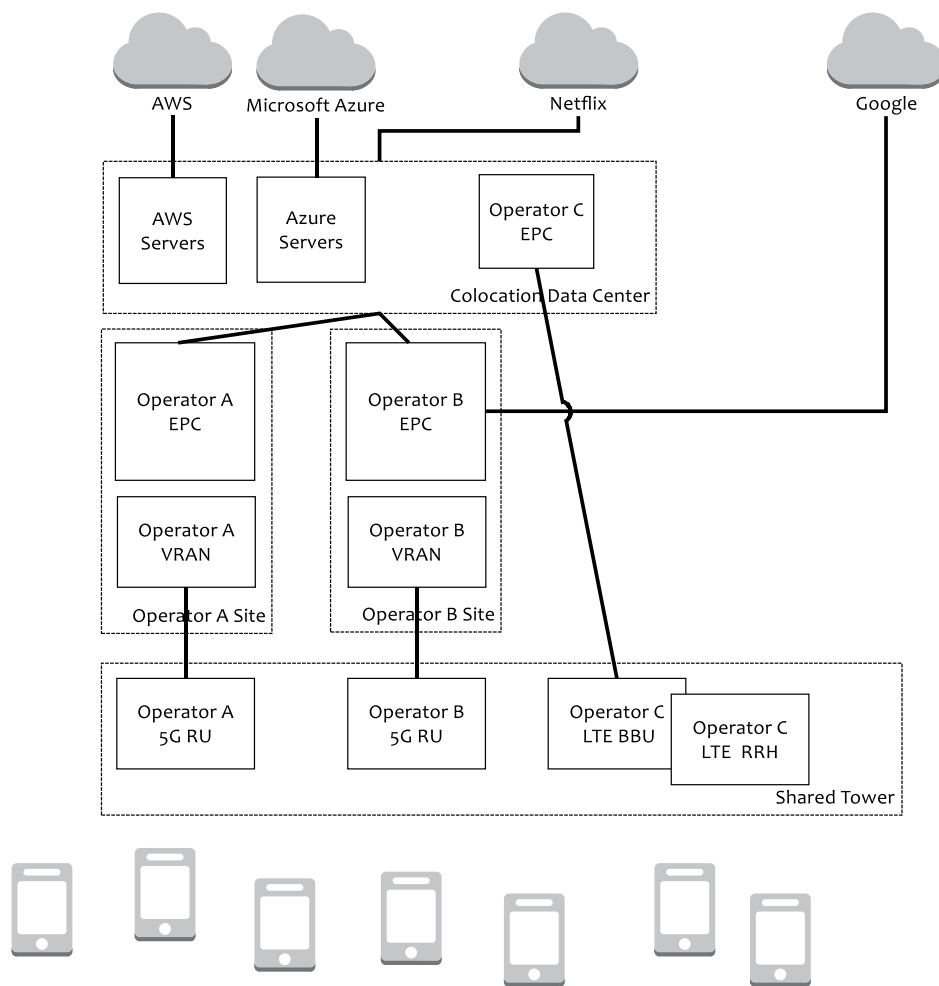 AWS
Microsoft Azure
Netflix
Google
AWS
Servers
Azure
Servers
Operator C
EPC
Colocation Data Center
Operator A
EPC
Operator B
EPC
Operator A
VRAN
Operator B
VRAN
Operator A Site
Operator B Site
Operator A
5G RU
Operator B
5G RU
Operator C
LTE BBU
Operator C
LTE RRH
Shared Tower